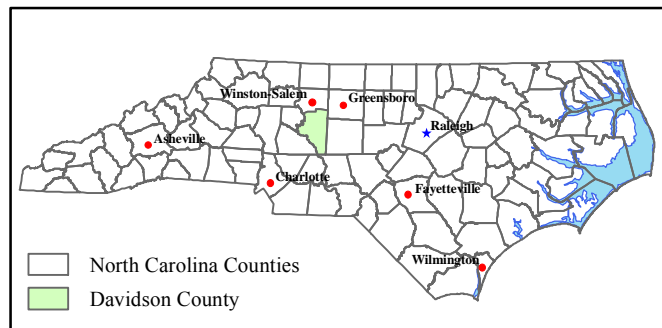 Winston-Salem
Greensboro
Raleigh
Asheville
Charlotte
Fayetteville
Wilmington
North Carolina Counties
Davidson County